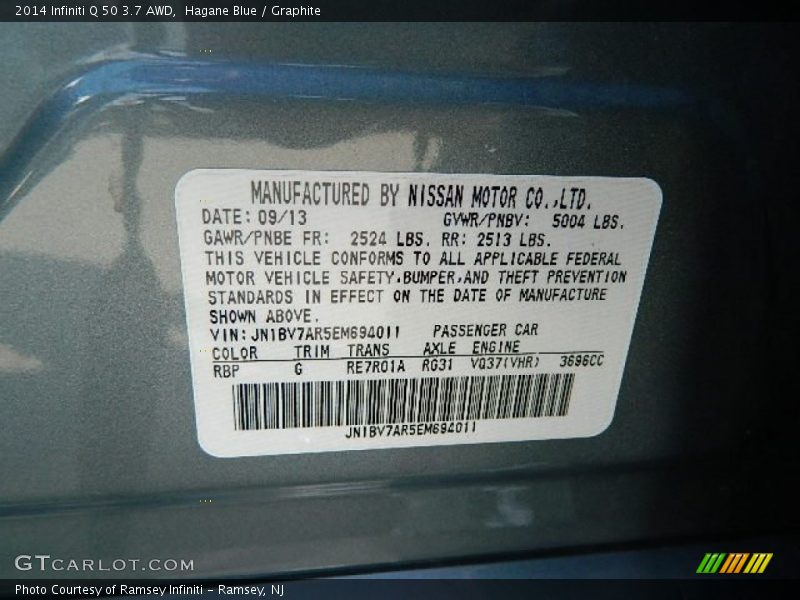 2014 Infiniti Q 50 3.7 AWD,  Hagane Blue / Graphite
MANUFACTURED BY NISSAN MOTOR CO.,LTD.
DATE: 09/13 GVWR/PNBV: 5004 LBS.
GAWR/PNBE FR: 2524 LBS. RR: 2513 LBS.
THIS VEHICLE CONFORMS TO ALL APPLICABLE FEDERAL
MOTOR VEHICLE SAFETY,BUMPER,AND THEFT PREVENTION
STANDARDS IN EFFECT ON THE DATE OF MANUFACTURE
SHOWN ABOVE.
VIN: JN1BV7AR5EM694011 PASSENGER CAR
COLOR TRIM TRANS AXLE ENGINE
RBP G RE7R01A RG31 VQ37(VHR) 3696CC
JN1BV7AR5EM694011
GTCARLOT.COM
Photo Courtesy of Ramsey Infiniti - Ramsey, NJ